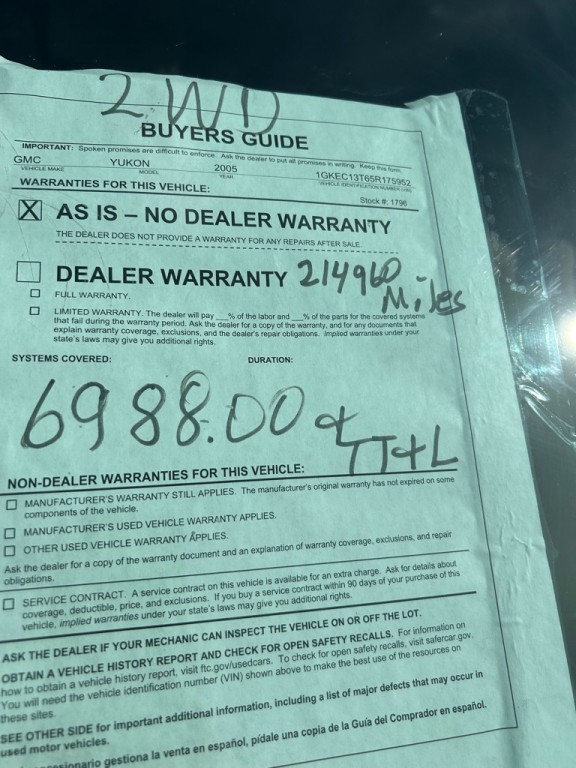 2WD
BUYERS GUIDE
IMPORTANT: Spoken promises are difficult to enforce. Ask the dealer to put all promises in writing. Keep this form.
GMC YUKON 2005 1GKEC13T65R175952
VEHICLE MAKE MODEL YEAR VEHICLE IDENTIFICATION NUMBER (VIN)
WARRANTIES FOR THIS VEHICLE: Stock #: 1796
X AS IS – NO DEALER WARRANTY
THE DEALER DOES NOT PROVIDE A WARRANTY FOR ANY REPAIRS AFTER SALE.
DEALER WARRANTY 214960
Miles
FULL WARRANTY.
LIMITED WARRANTY. The dealer will pay ___% of the labor and ___% of the parts for the covered systems
that fail during the warranty period. Ask the dealer for a copy of the warranty, and for any documents that
explain warranty coverage, exclusions, and the dealer's repair obligations. Implied warranties under your
state's laws may give you additional rights.
SYSTEMS COVERED: DURATION:
6988.00 & TT+L
NON-DEALER WARRANTIES FOR THIS VEHICLE:
MANUFACTURER'S WARRANTY STILL APPLIES. The manufacturer's original warranty has not expired on some
components of the vehicle.
MANUFACTURER'S USED VEHICLE WARRANTY APPLIES.
OTHER USED VEHICLE WARRANTY APPLIES.
Ask the dealer for a copy of the warranty document and an explanation of warranty coverage, exclusions, and repair
obligations.
SERVICE CONTRACT. A service contract on this vehicle is available for an extra charge. Ask for details about
coverage, deductible, price, and exclusions. If you buy a service contract within 90 days of your purchase of this
vehicle, implied warranties under your state's laws may give you additional rights.
ASK THE DEALER IF YOUR MECHANIC CAN INSPECT THE VEHICLE ON OR OFF THE LOT.
OBTAIN A VEHICLE HISTORY REPORT AND CHECK FOR OPEN SAFETY RECALLS. For information on
how to obtain a vehicle history report, visit ftc.gov/usedcars. To check for open safety recalls, visit safercar.gov.
You will need the vehicle identification number (VIN) shown above to make the best use of the resources on
these sites.
SEE OTHER SIDE for important additional information, including a list of major defects that may occur in
used motor vehicles.
gestiona la venta en español, pídale una copia de la Guía del Comprador en español.